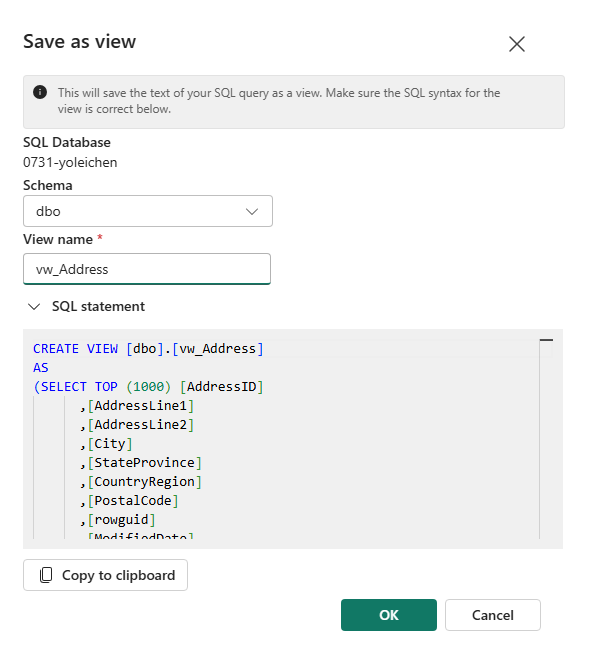 Save as view
This will save the text of your SQL query as a view. Make sure the SQL syntax for the
view is correct below.
SQL Database
0731-yoleichen
Schema
dbo
View name *
vw_Address
SQL statement
CREATE VIEW [dbo].[vw_Address]
AS
(SELECT TOP (1000) [AddressID]
,[AddressLine1]
,[AddressLine2]
,[City]
,[StateProvince]
,[CountryRegion]
,[PostalCode]
,[rowguid]
,[ModifiedDate]
Copy to clipboard
OK
Cancel